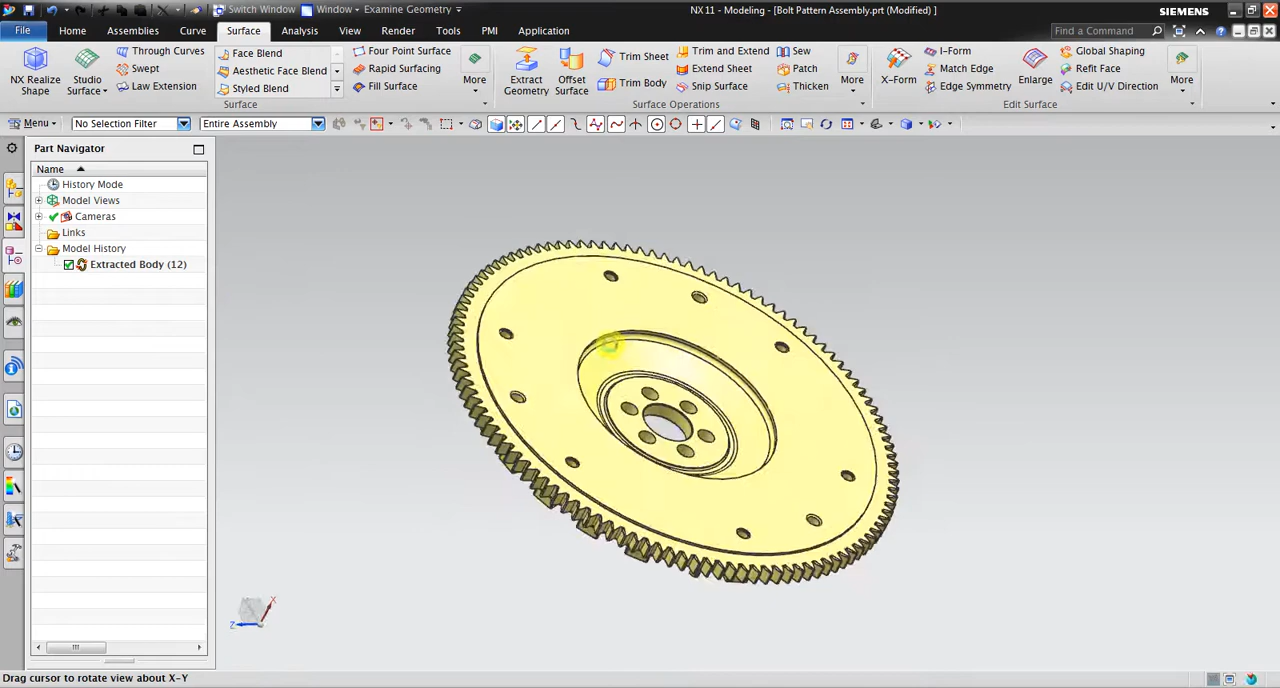 Switch Window Window Examine Geometry NX 11 - Modeling - [Bolt Pattern Assembly.prt (Modified) ] SIEMENS
File Home Assemblies Curve Surface Analysis View Render Tools PMI Application Find a Command
NX Realize Shape
Studio Surface
Through Curves
Swept
Law Extension
Face Blend
Aesthetic Face Blend
Styled Blend
Four Point Surface
Rapid Surfacing
Fill Surface
More
Surface
Extract Geometry
Offset Surface
Trim Sheet
Trim Body
Trim and Extend
Extend Sheet
Snip Surface
Sew
Patch
Thicken
More
Surface Operations
X-Form
I-Form
Match Edge
Edge Symmetry
Enlarge
Global Shaping
Refit Face
Edit U/V Direction
More
Edit Surface
Menu No Selection Filter Entire Assembly
Part Navigator
Name
History Mode
Model Views
Cameras
Links
Model History
Extracted Body (12)
X
Z
Drag cursor to rotate view about X-Y